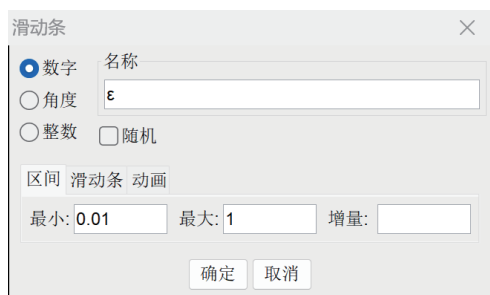 滑动条
数字
名称
ε
角度
整数
随机
区间 滑动条 动画
最小: 0.01 最大: 1 增量:
确定 取消